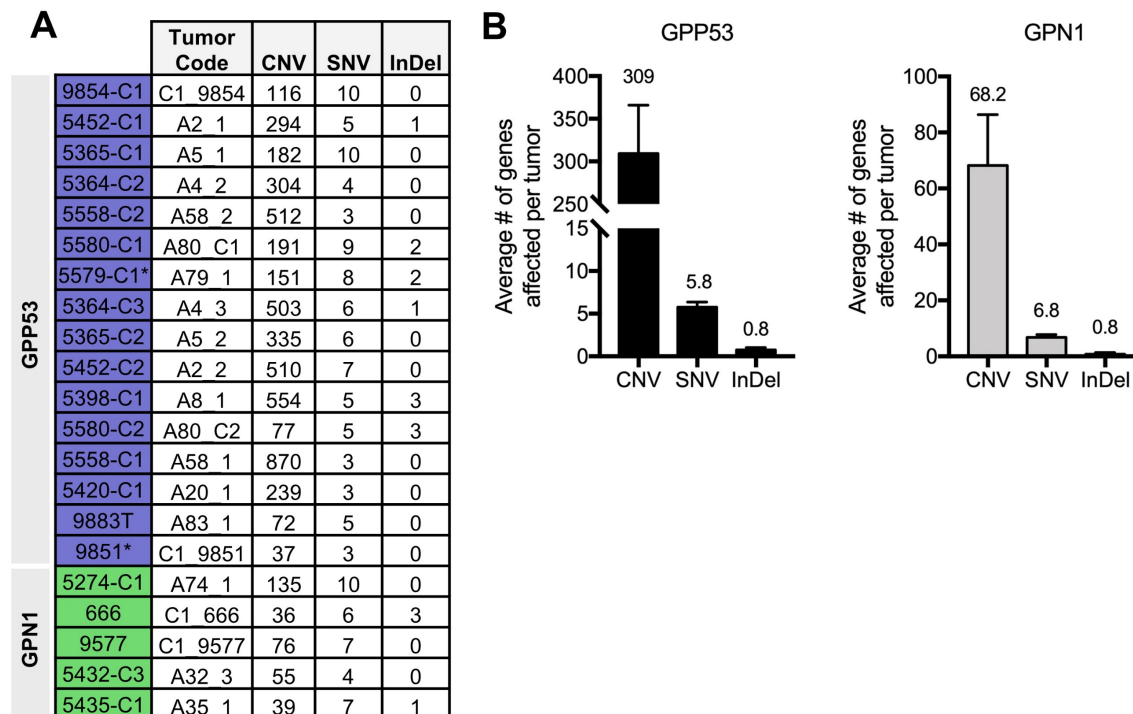 A
Tumor Code CNV SNV InDel
GPP53
9854-C1 C1_9854 116 10 0
5452-C1 A2_1 294 5 1
5365-C1 A5_1 182 10 0
5364-C2 A4_2 304 4 0
5558-C2 A58_2 512 3 0
5580-C1 A80_C1 191 9 2
5579-C1* A79_1 151 8 2
5364-C3 A4_3 503 6 1
5365-C2 A5_2 335 6 0
5452-C2 A2_2 510 7 0
5398-C1 A8_1 554 5 3
5580-C2 A80_C2 77 5 3
5558-C1 A58_1 870 3 0
5420-C1 A20_1 239 3 0
9883T A83_1 72 5 0
9851* C1_9851 37 3 0
GPN1
5274-C1 A74_1 135 10 0
666 C1_666 36 6 3
9577 C1_9577 76 7 0
5432-C3 A32_3 55 4 0
5435-C1 A35_1 39 7 1
B
GPP53
Average # of genes
affected per tumor
400
300
250
15
10
5
0
309
5.8
0.8
CNV SNV InDel
GPN1
Average # of genes
affected per tumor
100
80
60
40
20
0
68.2
6.8
0.8
CNV SNV InDel